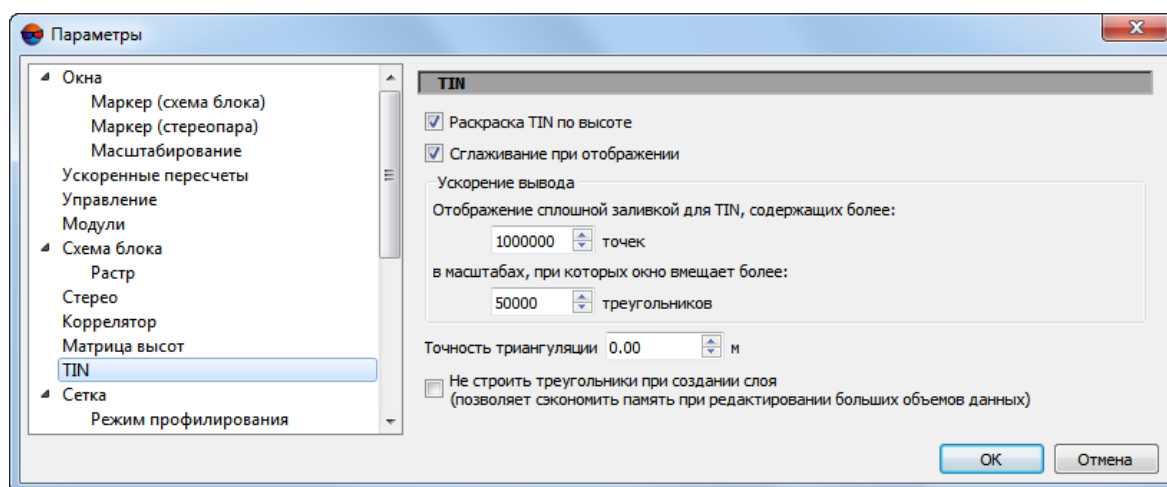 Параметры
Окна
Маркер (схема блока)
Маркер (стереопара)
Масштабирование
Ускоренные пересчеты
Управление
Модули
Схема блока
Растр
Стерео
Коррелятор
Матрица высот
TIN
Сетка
Режим профилирования
TIN
Раскраска TIN по высоте
Сглаживание при отображении
Ускорение вывода
Отображение сплошной заливкой для TIN, содержащих более:
1000000 точек
в масштабах, при которых окно вмещает более:
50000 треугольников
Точность триангуляции 0.00 м
Не строить треугольники при создании слоя
(позволяет сэкономить память при редактировании больших объемов данных)
OK Отмена